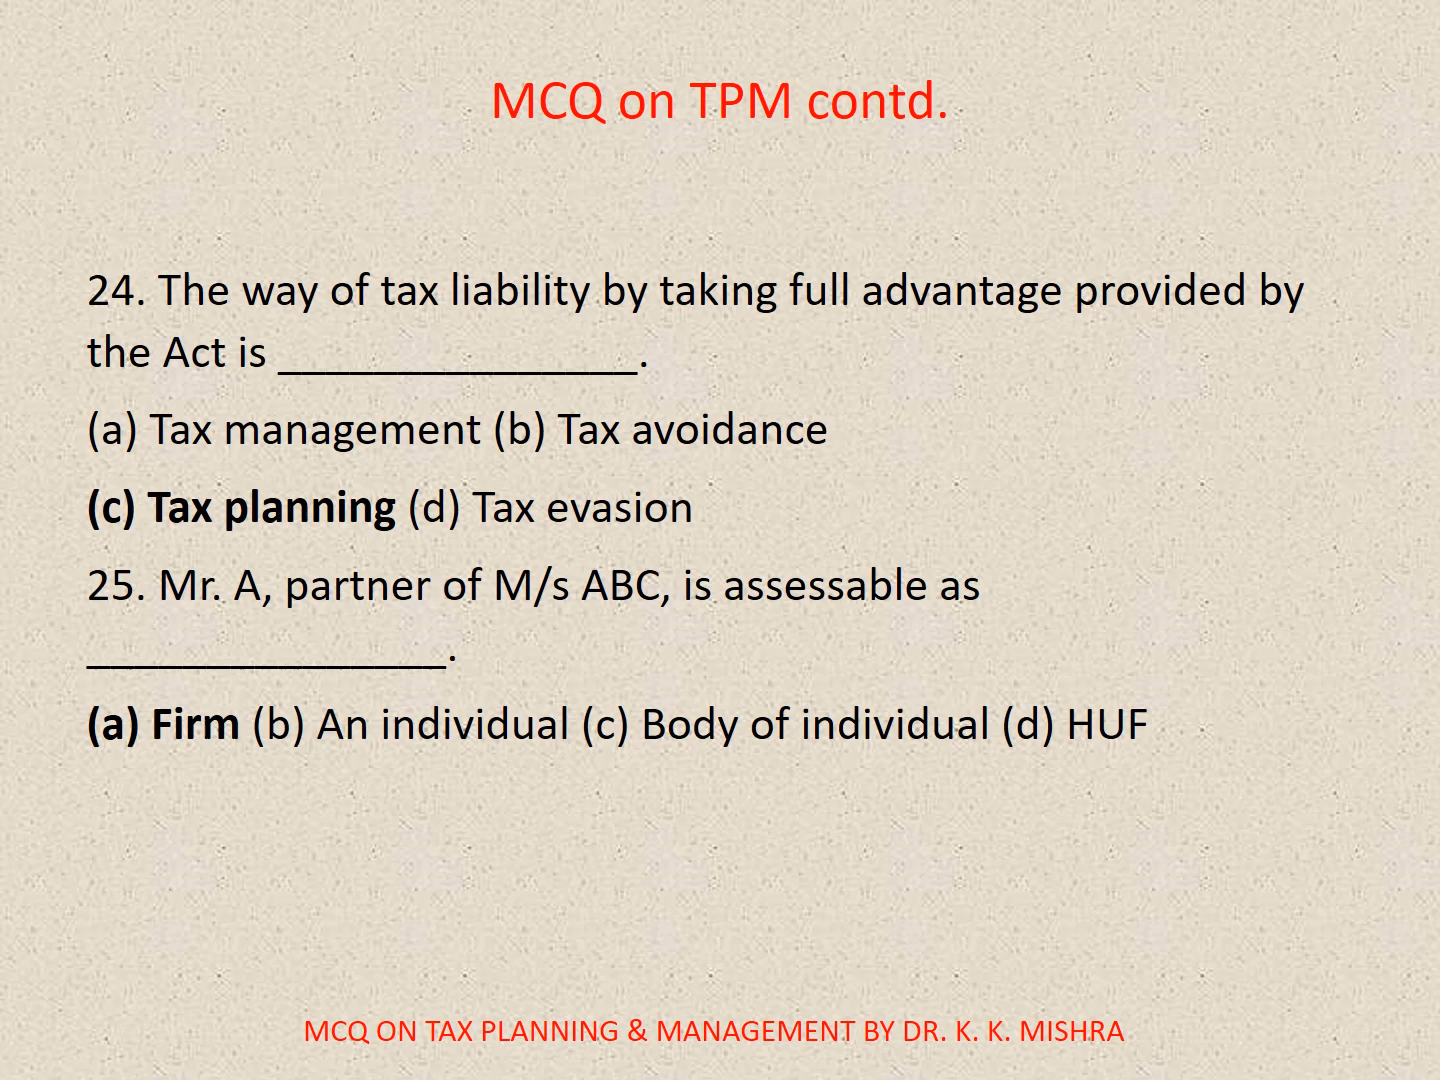 MCQ on TPM contd.
24. The way of tax liability by taking full advantage provided by
the Act is _______________.
(a) Tax management (b) Tax avoidance
(c) Tax planning (d) Tax evasion
25. Mr. A, partner of M/s ABC, is assessable as
_______________.
(a) Firm (b) An individual (c) Body of individual (d) HUF
MCQ ON TAX PLANNING & MANAGEMENT BY DR. K. K. MISHRA